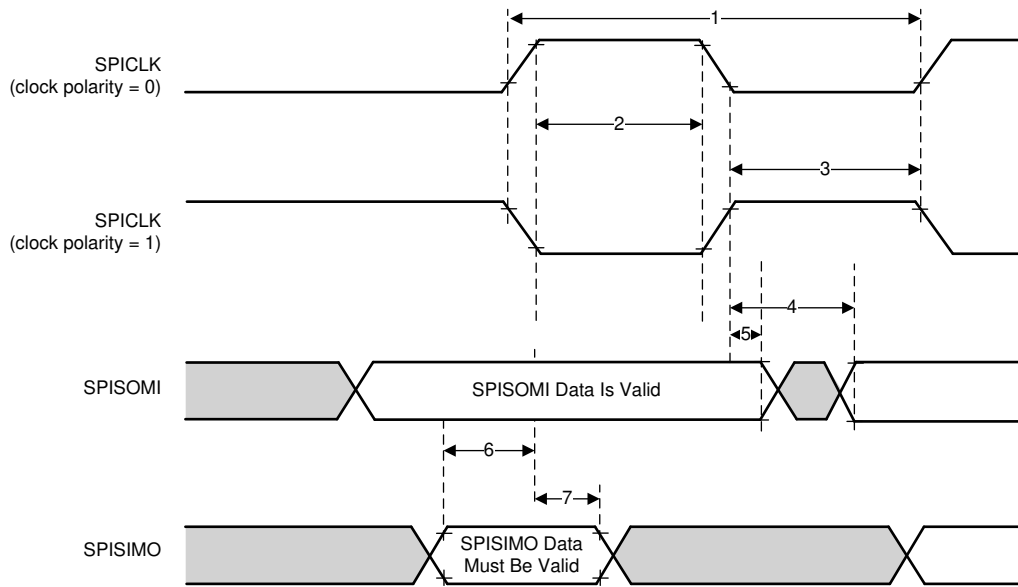 1
SPICLK
(clock polarity = 0)
2
3
SPICLK
(clock polarity = 1)
4
5
SPISOMI
SPISOMI Data Is Valid
6
7
SPISIMO
SPISIMO Data
Must Be Valid